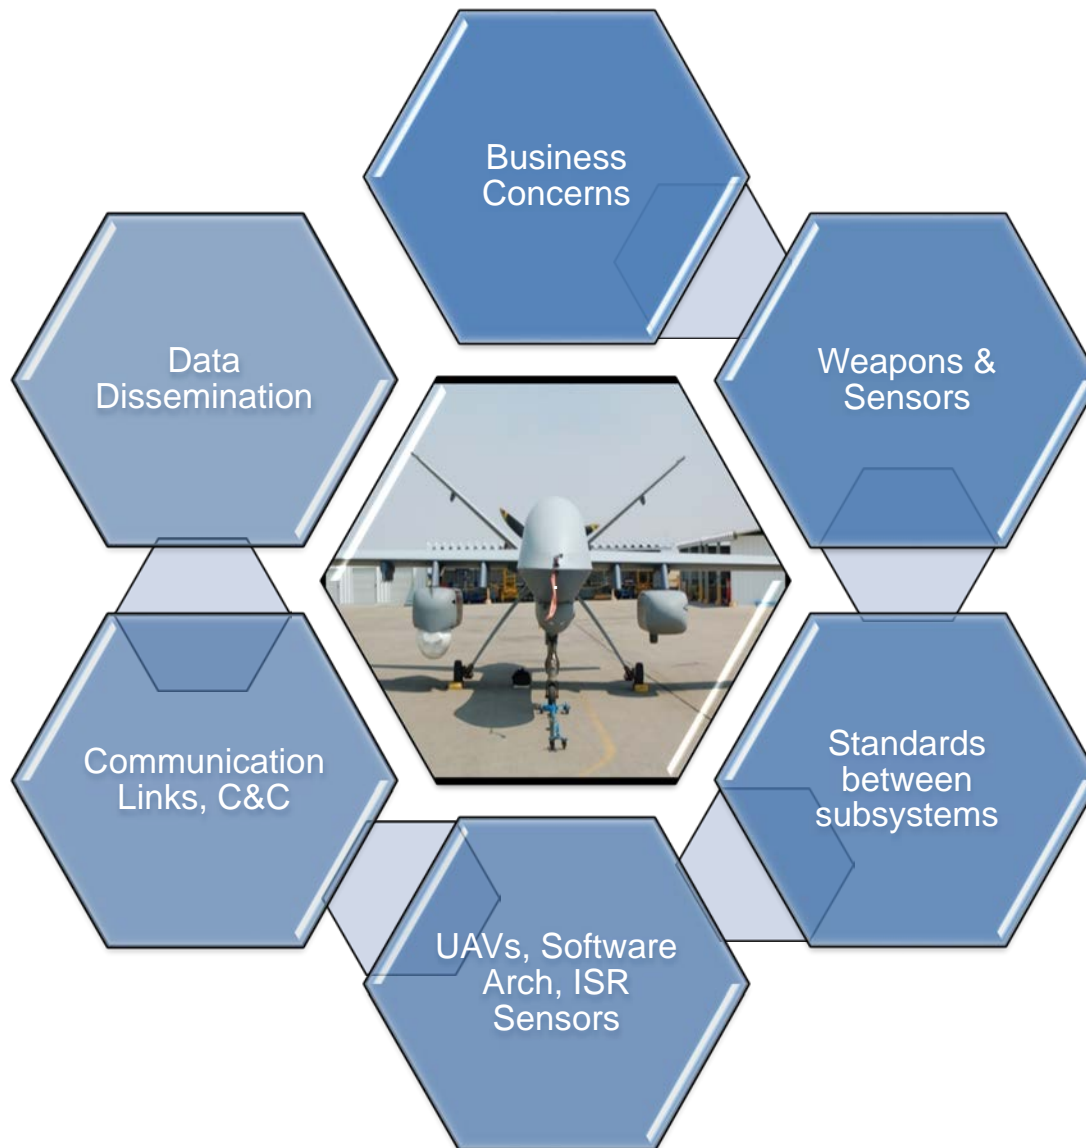 Business
Concerns
Weapons &
Sensors
Standards
between
subsystems
UAVs, Software
Arch, ISR
Sensors
Communication
Links, C&C
Data
Dissemination